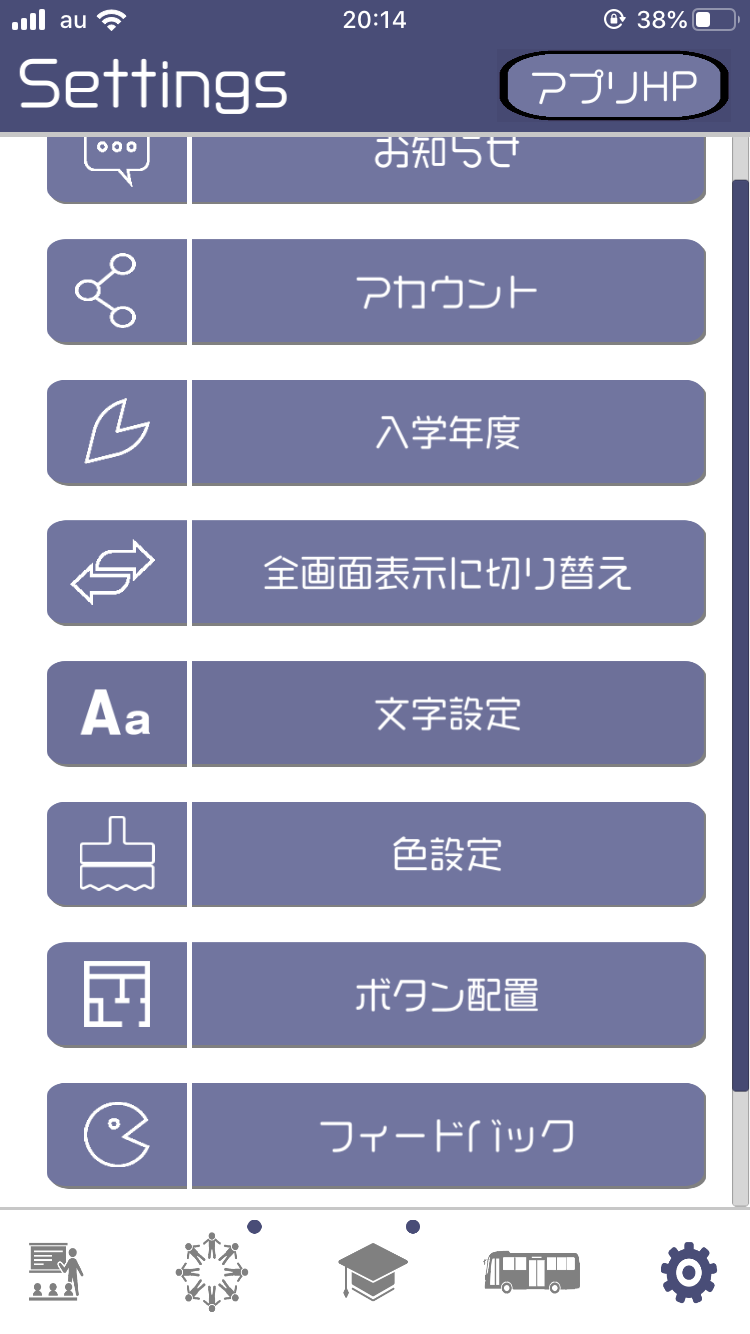 au 20:14 38%
Settings アプリHP
お知らせ
アカウント
入学年度
全画面表示に切り替え
Aa 文字設定
色設定
ボタン配置
フィードバック